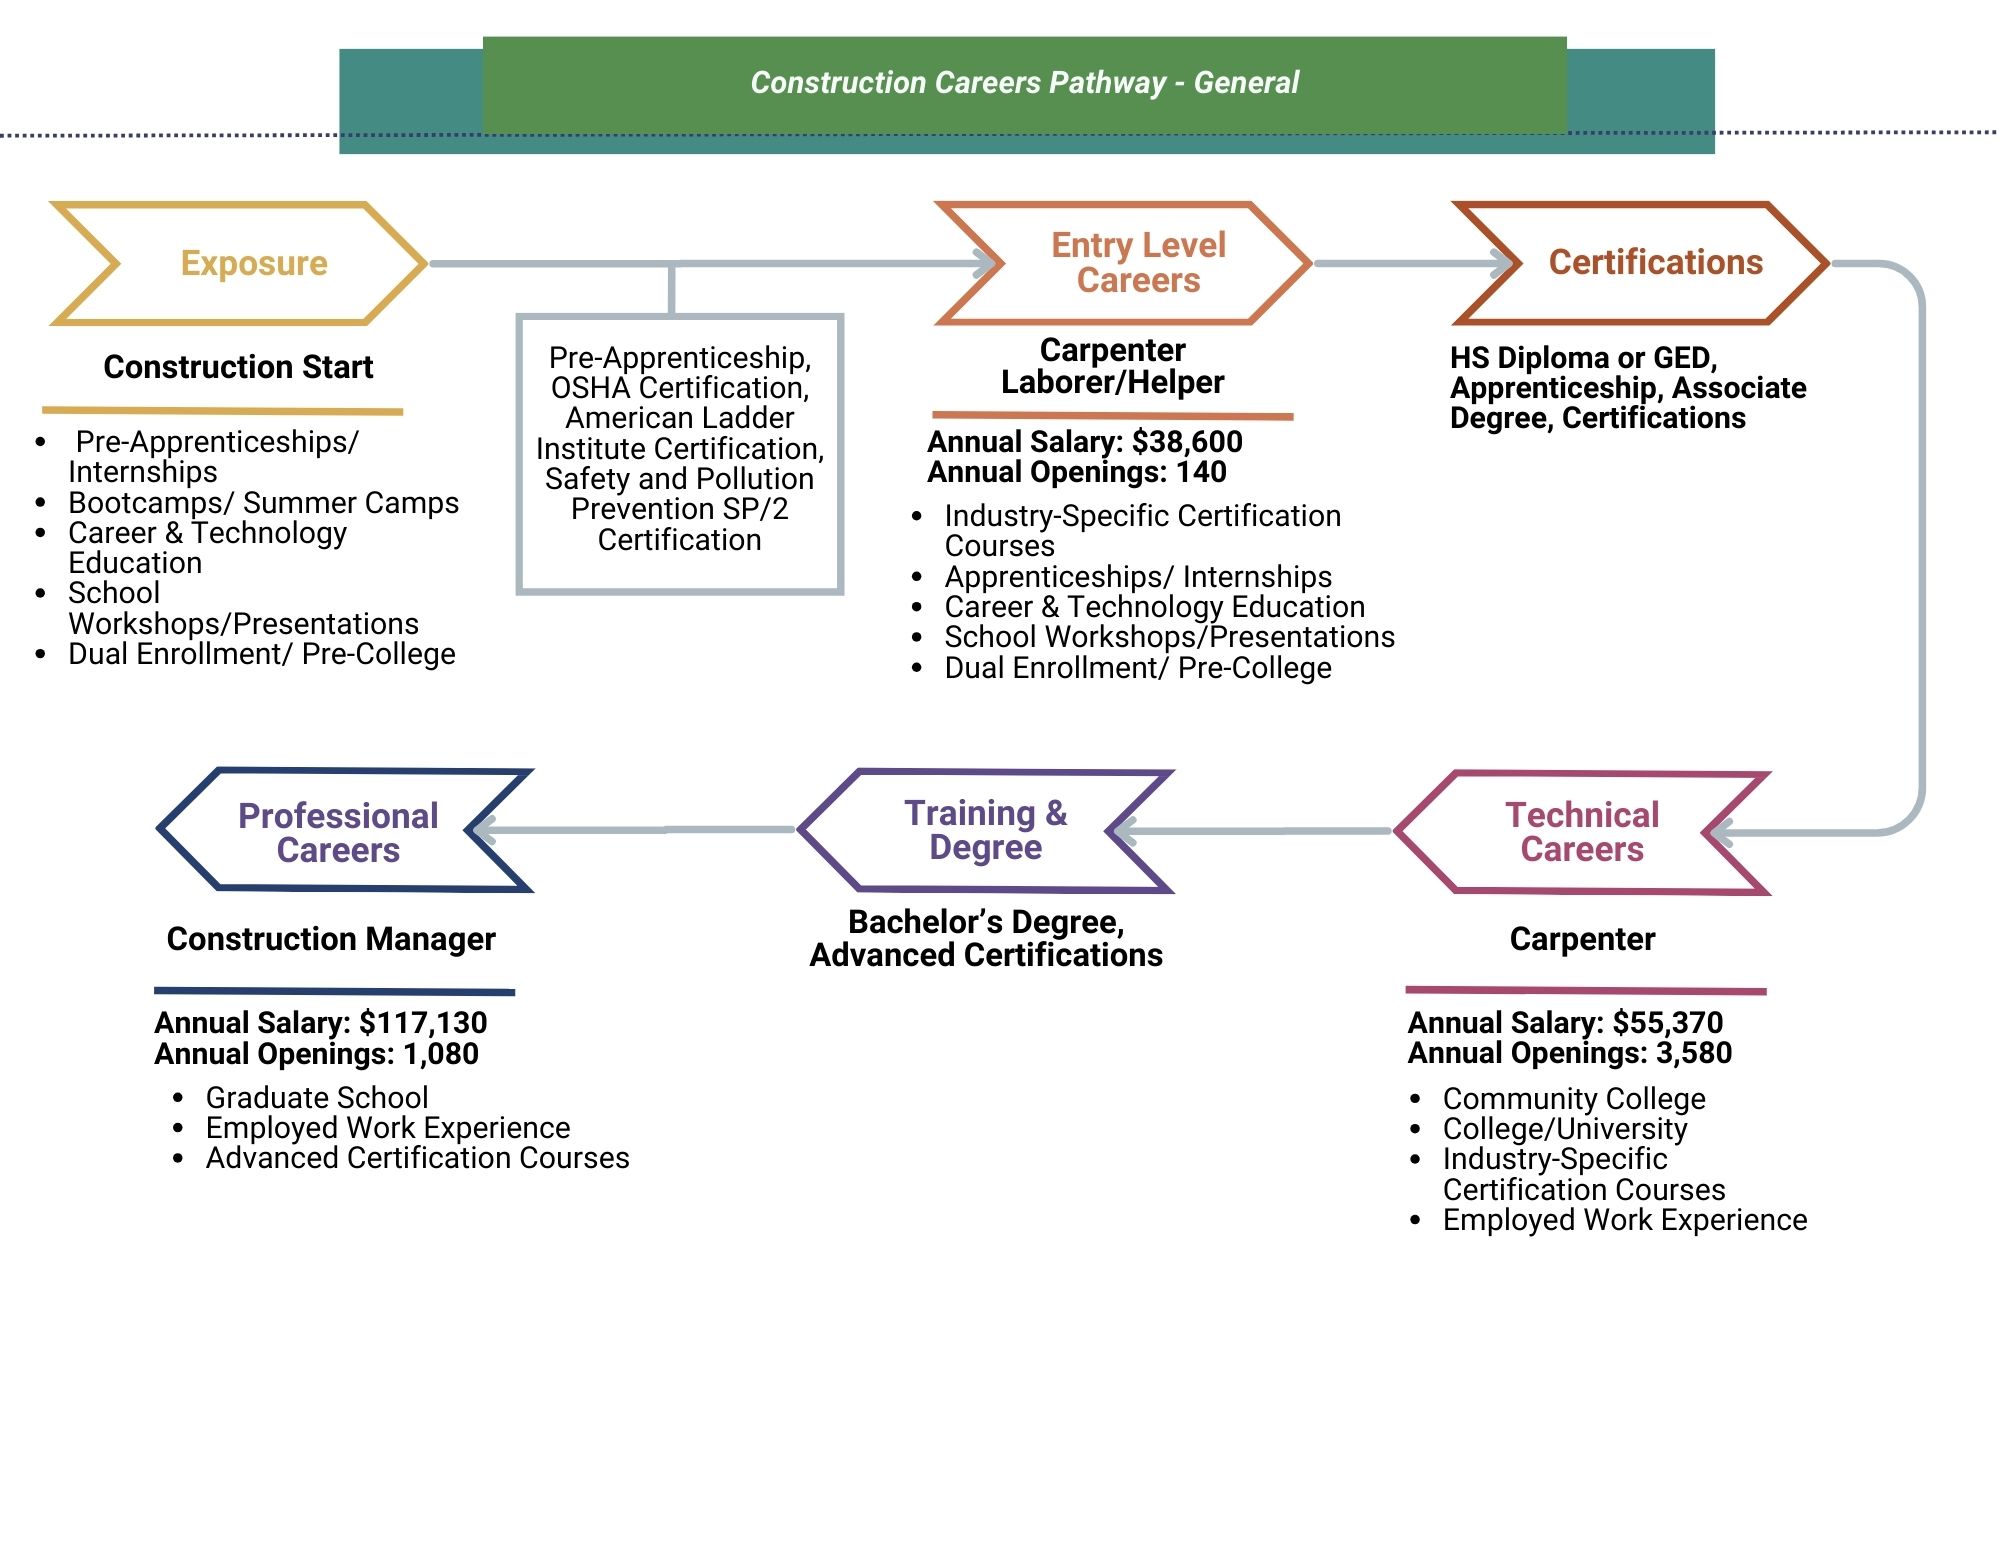 Construction Careers Pathway - General
Exposure
Construction Start
• Pre-Apprenticeships/
Internships
• Bootcamps/ Summer Camps
• Career & Technology
Education
• School
Workshops/Presentations
• Dual Enrollment/ Pre-College
Pre-Apprenticeship,
OSHA Certification,
American Ladder
Institute Certification,
Safety and Pollution
Prevention SP/2
Certification
Entry Level
Careers
Carpenter
Laborer/Helper
Annual Salary: $38,600
Annual Openings: 140
• Industry-Specific Certification
Courses
• Apprenticeships/ Internships
• Career & Technology Education
• School Workshops/Presentations
• Dual Enrollment/ Pre-College
Certifications
HS Diploma or GED,
Apprenticeship, Associate
Degree, Certifications
Technical
Careers
Carpenter
Annual Salary: $55,370
Annual Openings: 3,580
• Community College
• College/University
• Industry-Specific
Certification Courses
• Employed Work Experience
Training &
Degree
Bachelor’s Degree,
Advanced Certifications
Professional
Careers
Construction Manager
Annual Salary: $117,130
Annual Openings: 1,080
• Graduate School
• Employed Work Experience
• Advanced Certification Courses